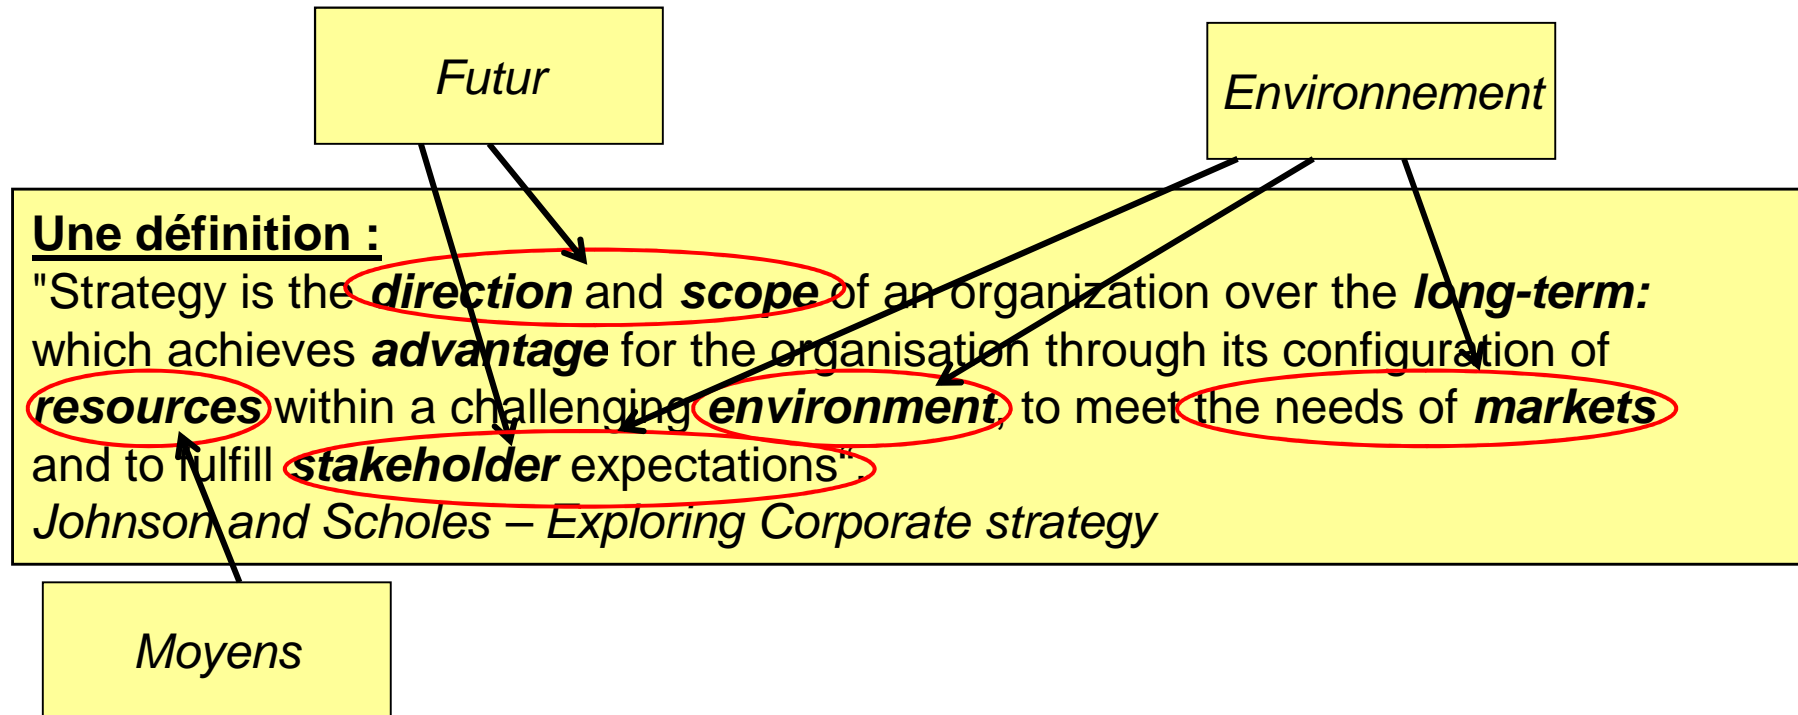 Futur
Environnement
Une définition :
"Strategy is the direction and scope of an organization over the long-term:
which achieves advantage for the organisation through its configuration of
resources within a challenging environment, to meet the needs of markets
and to fulfill stakeholder expectations".
Johnson and Scholes – Exploring Corporate strategy
Moyens